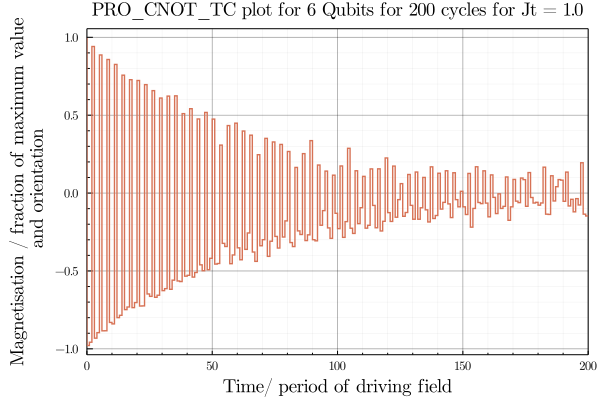 PRO_CNOT_TC plot for 6 Qubits for 200 cycles for Jt = 1.0
Magnetisation / fraction of maximum value
and orientation
1.0
0.5
0.0
−0.5
−1.0
0
50
100
150
200
Time/ period of driving field